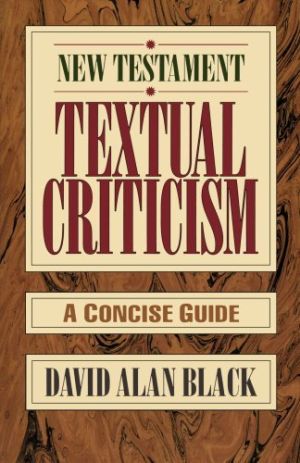 NEW TESTAMENT
TEXTUAL
CRITICISM
A CONCISE GUIDE
DAVID ALAN BLACK